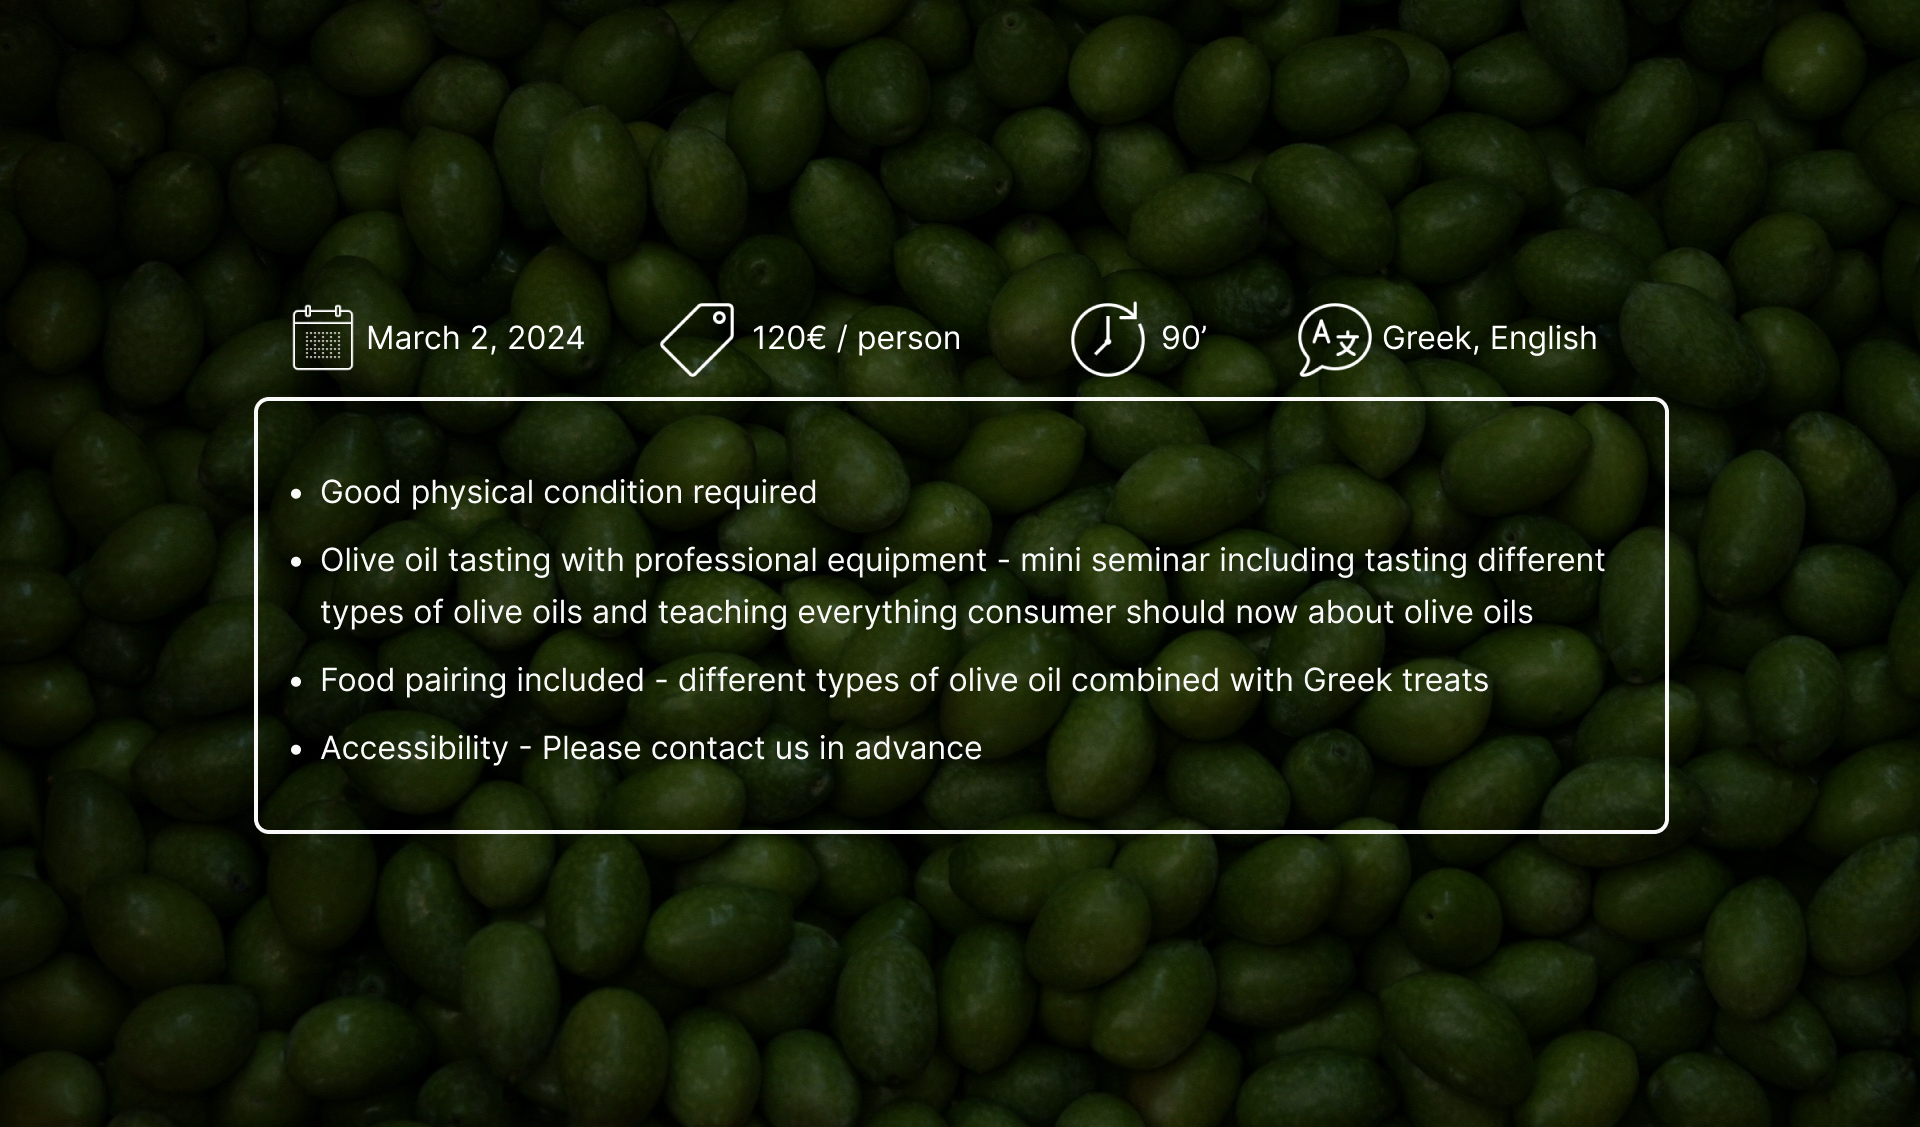 March 2, 2024
120€ / person
90’
Greek, English
• Good physical condition required
• Olive oil tasting with professional equipment - mini seminar including tasting different
types of olive oils and teaching everything consumer should now about olive oils
• Food pairing included - different types of olive oil combined with Greek treats
• Accessibility - Please contact us in advance